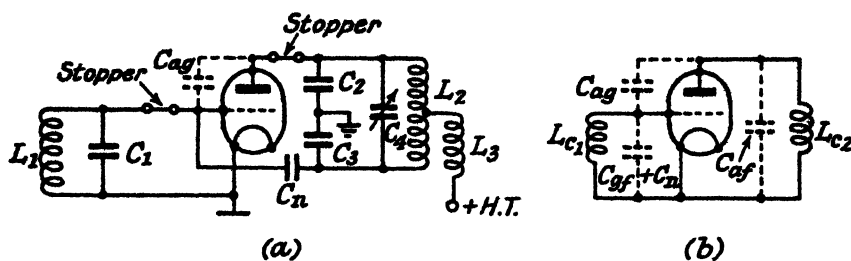 Stopper
Stopper
Cag
C2
L2
L1
C1
C4
C3
L3
Cn
+H.T.
(a)
Cag
Lc1
Cgf+Cn
Caf
Lc2
(b)